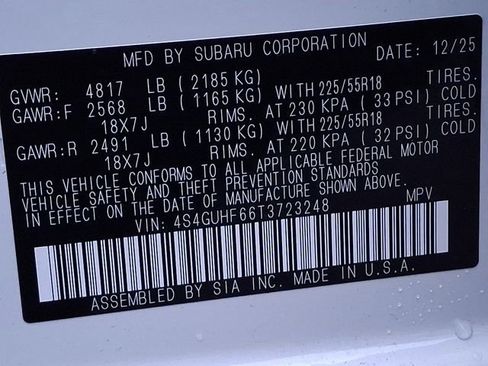 MFD BY SUBARU CORPORATION DATE: 12/25
GVWR: 4817 LB (2185 KG)
GAWR:F 2568 LB (1165 KG) WITH 225/55R18 TIRES.
18X7J RIMS. AT 230 KPA (33 PSI) COLD
GAWR:R 2491 LB (1130 KG) WITH 225/55R18 TIRES.
18X7J RIMS. AT 220 KPA (32 PSI) COLD
THIS VEHICLE CONFORMS TO ALL APPLICABLE FEDERAL MOTOR
VEHICLE SAFETY AND THEFT PREVENTION STANDARDS
IN EFFECT ON THE DATE OF MANUFACTURE SHOWN ABOVE.
VIN: 4S4GUHF66T3723248 MPV
ASSEMBLED BY SIA INC. MADE IN U.S.A.